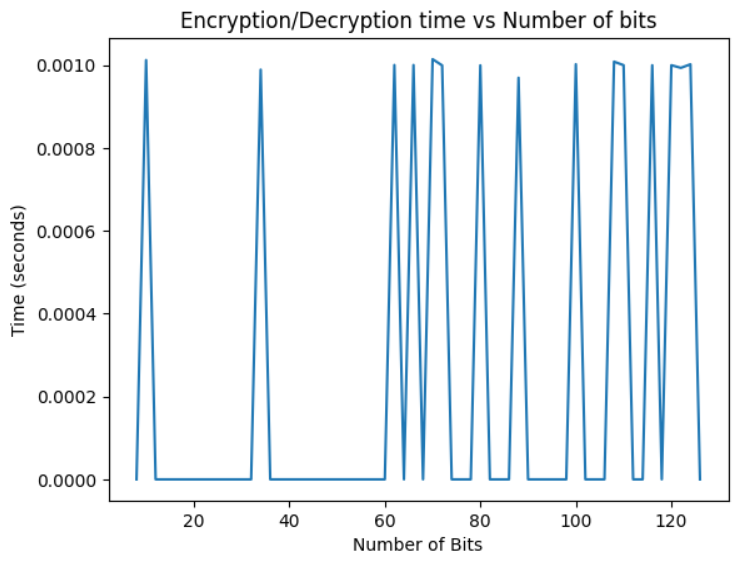 Encryption/Decryption time vs Number of bits
0.0010
0.0008
0.0006
0.0004
0.0002
0.0000
Time (seconds)
20 40 60 80 100 120
Number of Bits